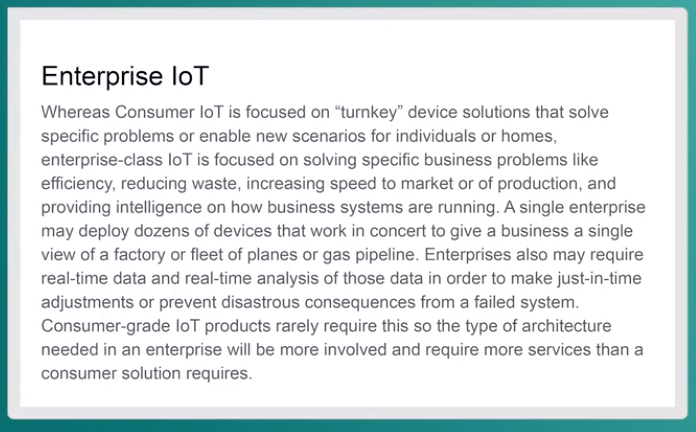 Enterprise IoT
Whereas Consumer IoT is focused on “turnkey” device solutions that solve
specific problems or enable new scenarios for individuals or homes,
enterprise-class IoT is focused on solving specific business problems like
efficiency, reducing waste, increasing speed to market or of production, and
providing intelligence on how business systems are running. A single enterprise
may deploy dozens of devices that work in concert to give a business a single
view of a factory or fleet of planes or gas pipeline. Enterprises also may require
real-time data and real-time analysis of those data in order to make just-in-time
adjustments or prevent disastrous consequences from a failed system.
Consumer-grade IoT products rarely require this so the type of architecture
needed in an enterprise will be more involved and require more services than a
consumer solution requires.